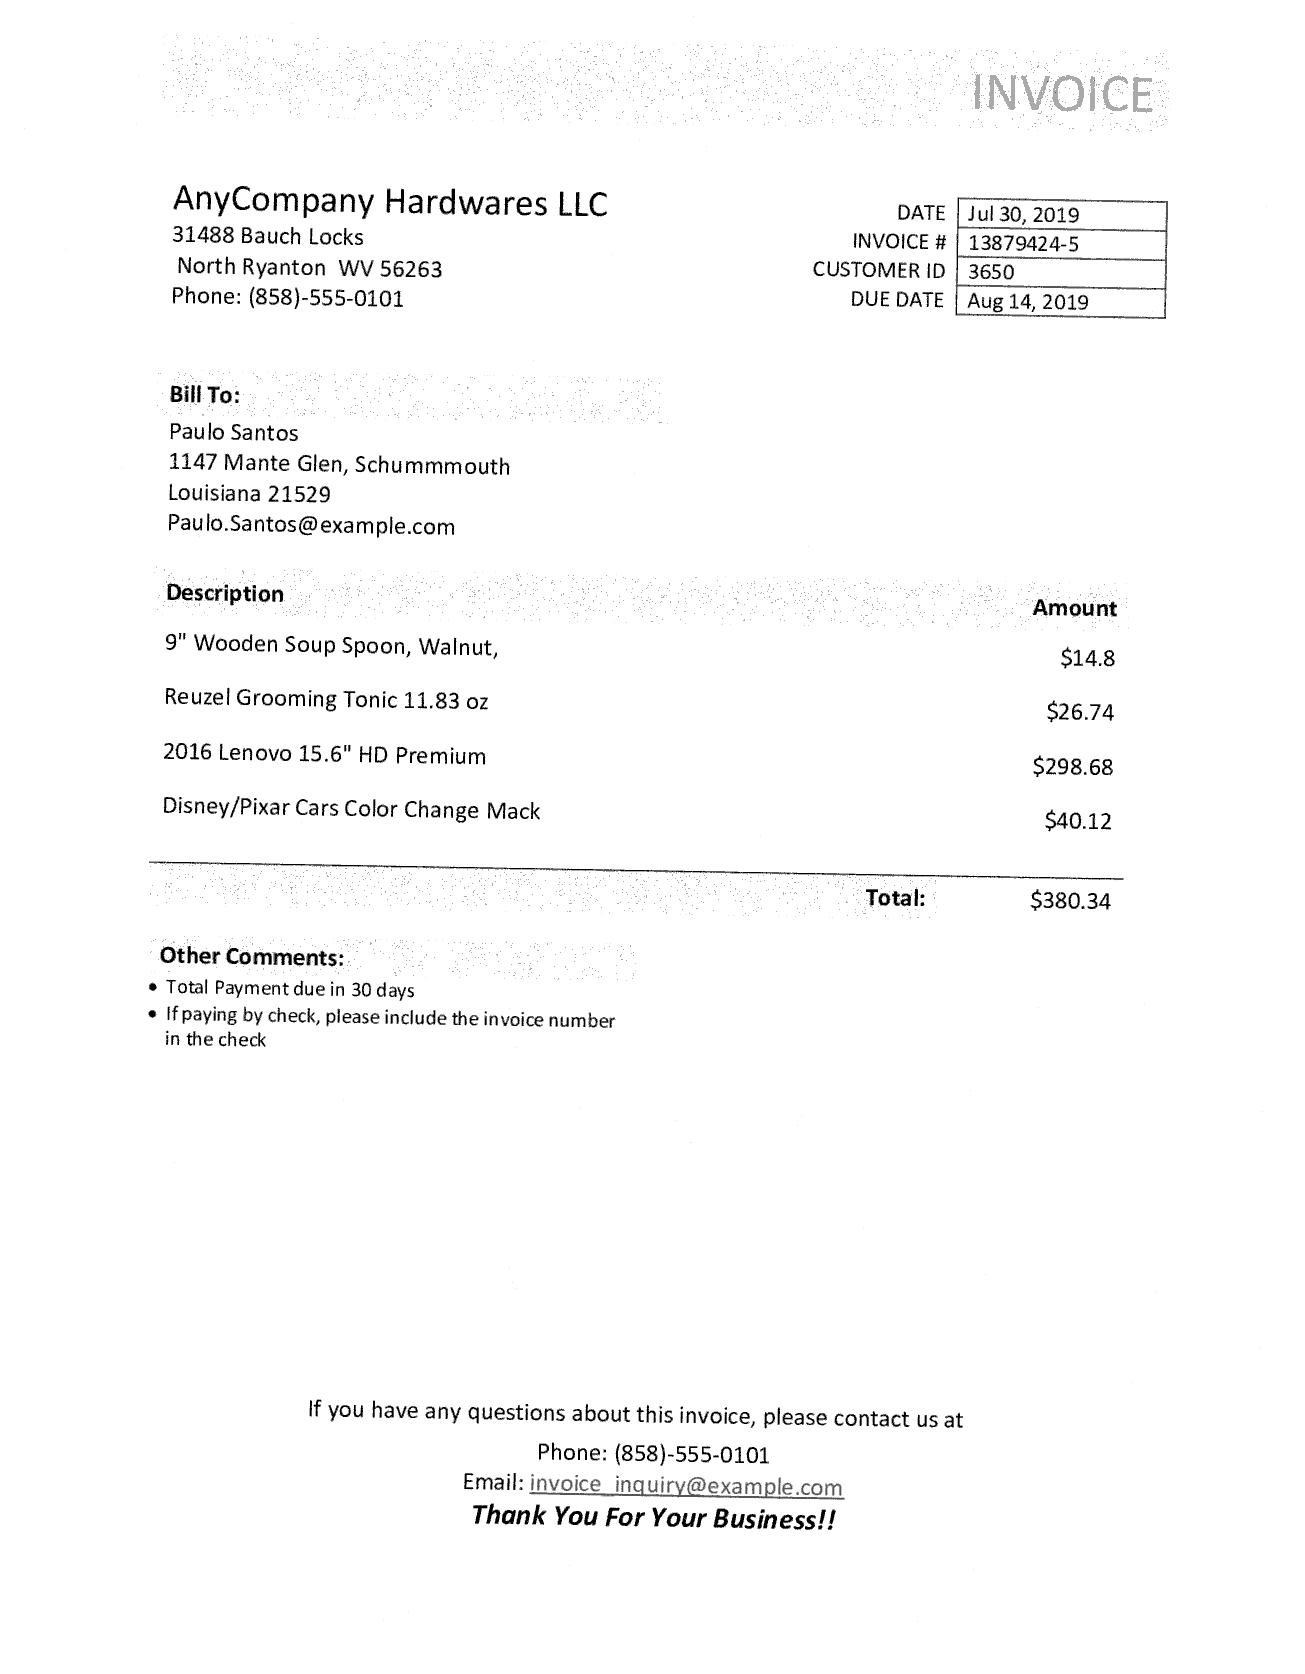 INVOICE
AnyCompany Hardwares LLC
31488 Bauch Locks
North Ryanton WV 56263
Phone: (858)-555-0101
DATE Jul 30, 2019
INVOICE # 13879424-5
CUSTOMER ID 3650
DUE DATE Aug 14, 2019
Bill To:
Paulo Santos
1147 Mante Glen, Schummmouth
Louisiana 21529
Paulo.Santos@example.com
Description Amount
9" Wooden Soup Spoon, Walnut, $14.8
Reuzel Grooming Tonic 11.83 oz $26.74
2016 Lenovo 15.6" HD Premium $298.68
Disney/Pixar Cars Color Change Mack $40.12
Total: $380.34
Other Comments:
• Total Payment due in 30 days
• If paying by check, please include the invoice number
in the check
If you have any questions about this invoice, please contact us at
Phone: (858)-555-0101
Email: invoice_inquiry@example.com
Thank You For Your Business!!